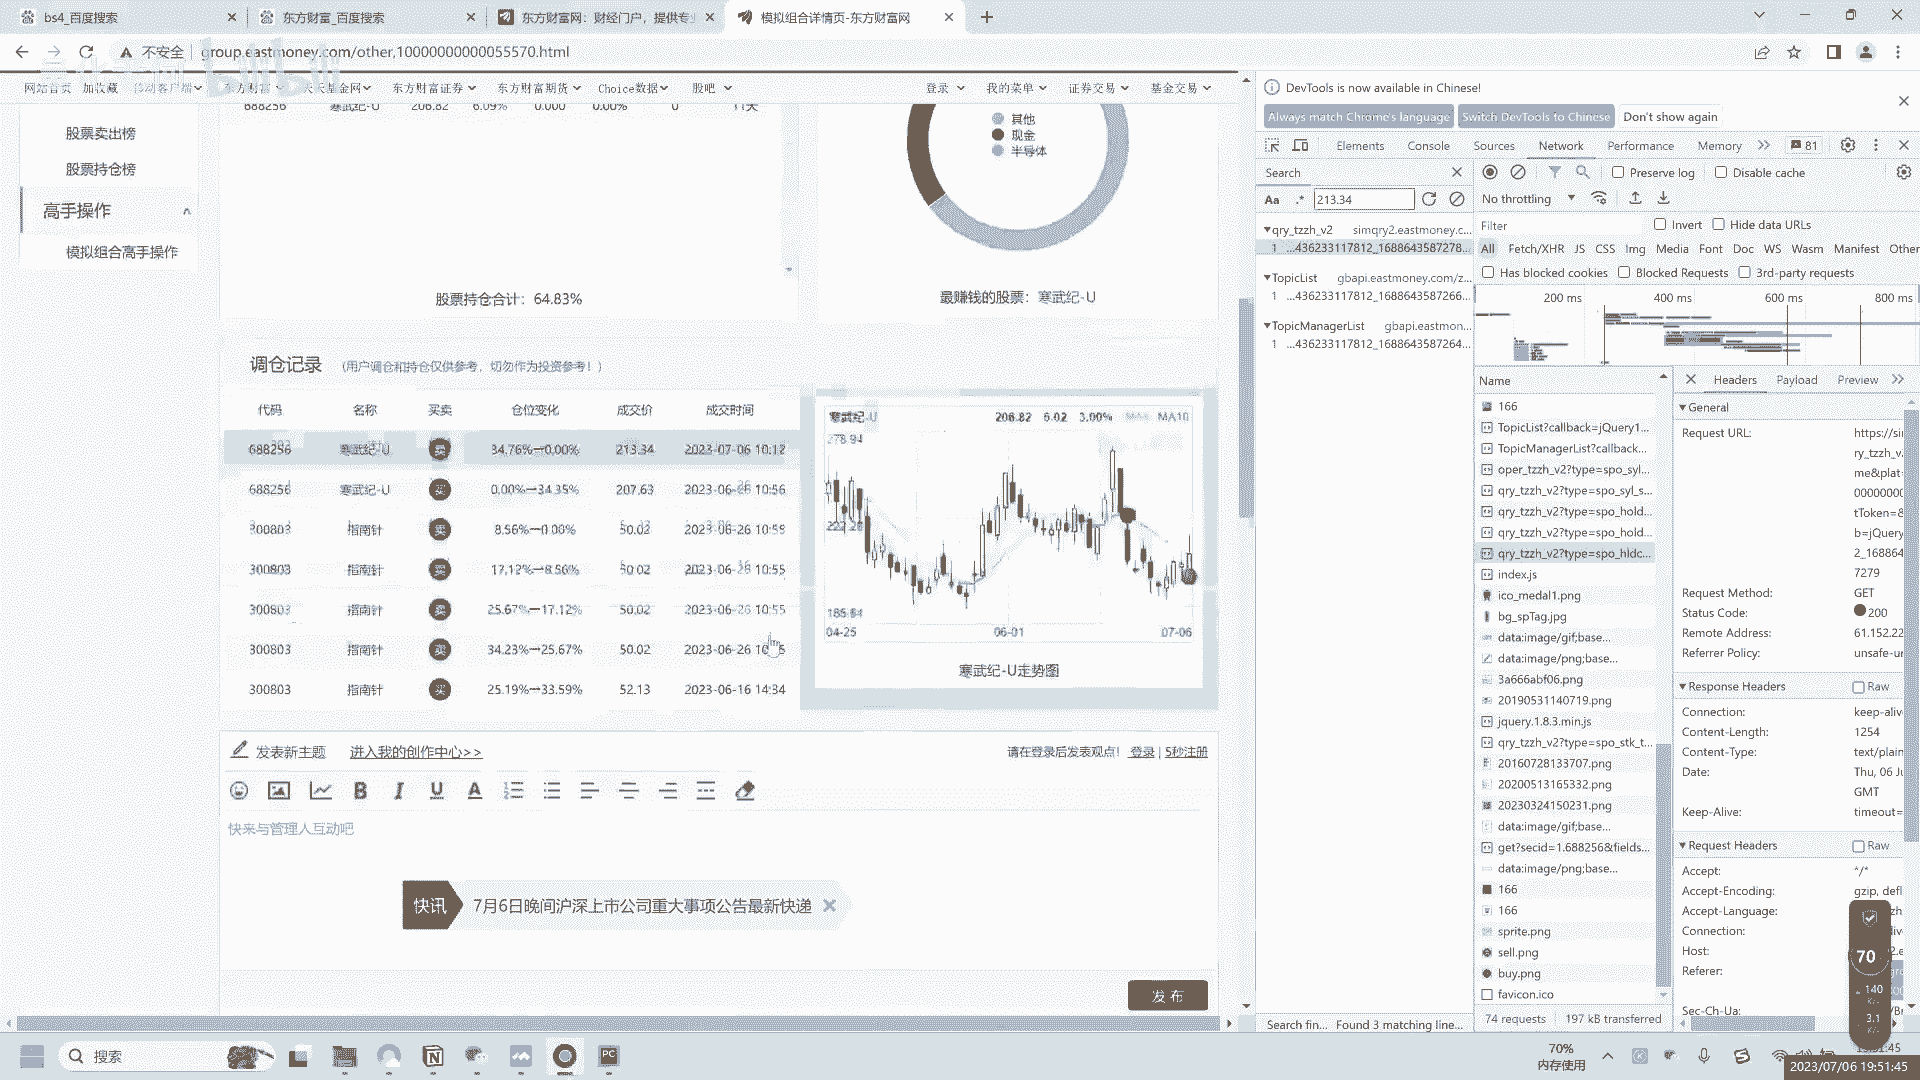 bs4_百度搜索
东方财富_百度搜索
东方财富网：财经门户，提供专业
模拟组合详情页-东方财富网
不安全
group.eastmoney.com/other,10000000000055570.html
网站首页 加收藏 移动客户端 东方财富 天天基金网 东方财富证券 东方财富期货 Choice数据 股吧 登录 我的菜单 证券交易 基金交易
688256 寒武纪-U 206.82 6.09% 0.000 0.00% 0 11天
股票卖出榜
股票持仓榜
高手操作
模拟组合高手操作
其他
现金
半导体
股票持仓合计：64.83%
最赚钱的股票：寒武纪-U
调仓记录 （用户调仓和持仓仅供参考，切勿作为投资参考！）
代码 名称 买卖 仓位变化 成交价 成交时间
688256 寒武纪-U 卖 34.76%→0.00% 213.34 2023-07-06 10:12
688256 寒武纪-U 买 0.00%→34.35% 207.63 2023-06-26 10:56
300803 指南针 卖 8.56%→0.00% 50.02 2023-06-26 10:55
300803 指南针 卖 17.12%→8.56% 50.02 2023-06-26 10:55
300803 指南针 卖 25.67%→17.12% 50.02 2023-06-26 10:55
300803 指南针 卖 34.23%→25.67% 50.02 2023-06-26
300803 指南针 买 25.19%→33.59% 52.13 2023-06-16 14:34
寒武纪-U 206.82 6.02 3.00% MA5 MA10
278.94
222.29
165.64
04-25 06-01 07-06
寒武纪-U走势图
发表新主题 进入我的创作中心>>
请在登录后发表观点！ 登录 | 5秒注册
快来与管理人互动吧
快讯 7月6日晚间沪深上市公司重大事项公告最新快递
发 布
DevTools is now available in Chinese!
Always match Chrome's language Switch DevTools to Chinese Don't show again
Elements Console Sources Network Performance Memory 81
Search
Aa .* 213.34
qry_tzzh_v2 simqry2.eastmoney.c...
1 ...436233117812_1688643587278...
TopicList gbapi.eastmoney.com/z...
1 ...436233117812_1688643587266...
TopicManagerList gbapi.eastmon...
1 ...436233117812_1688643587264...
Search fin... Found 3 matching line...
Preserve log Disable cache
No throttling
Filter Invert Hide data URLs
All Fetch/XHR JS CSS Img Media Font Doc WS Wasm Manifest Other
Has blocked cookies Blocked Requests 3rd-party requests
200 ms 400 ms 600 ms 800 ms
Name
166
TopicList?callback=jQuery1...
TopicManagerList?callback...
oper_tzzh_v2?type=spo_syl...
qry_tzzh_v2?type=spo_syl_s...
qry_tzzh_v2?type=spo_hold...
qry_tzzh_v2?type=spo_hold...
qry_tzzh_v2?type=spo_hldc...
index.js
ico_medal1.png
bg_spTag.jpg
data:image/gif;base...
data:image/png;base...
3a666abf06.png
20190531140719.png
jquery.1.8.3.min.js
qry_tzzh_v2?type=spo_stk_t...
20160728133707.png
20200513165332.png
20230324150231.png
data:image/gif;base...
get?secid=1.688256&fields...
data:image/png;base...
166
166
sprite.png
sell.png
buy.png
favicon.ico
74 requests 197 kB transferred
Headers Payload Preview
General
Request URL: https://si
ry_tzzh_v
me&plat=
00000000
tToken=&
b=jQuery
2_168864
7279
Request Method: GET
Status Code: 200
Remote Address: 61.152.22
Referrer Policy: unsafe-ur
Response Headers Raw
Connection: keep-aliv
Content-Length: 1254
Content-Type: text/plain
Date: Thu, 06 Ju
GMT
Keep-Alive: timeout=
Request Headers Raw
Accept: */*
Accept-Encoding: gzip, defl
Accept-Language:
Connection:
Host:
Referer:
Sec-Ch-Ua:
70
140
3.1
搜索
70%
内存使用
2023/07/06 19:51:45